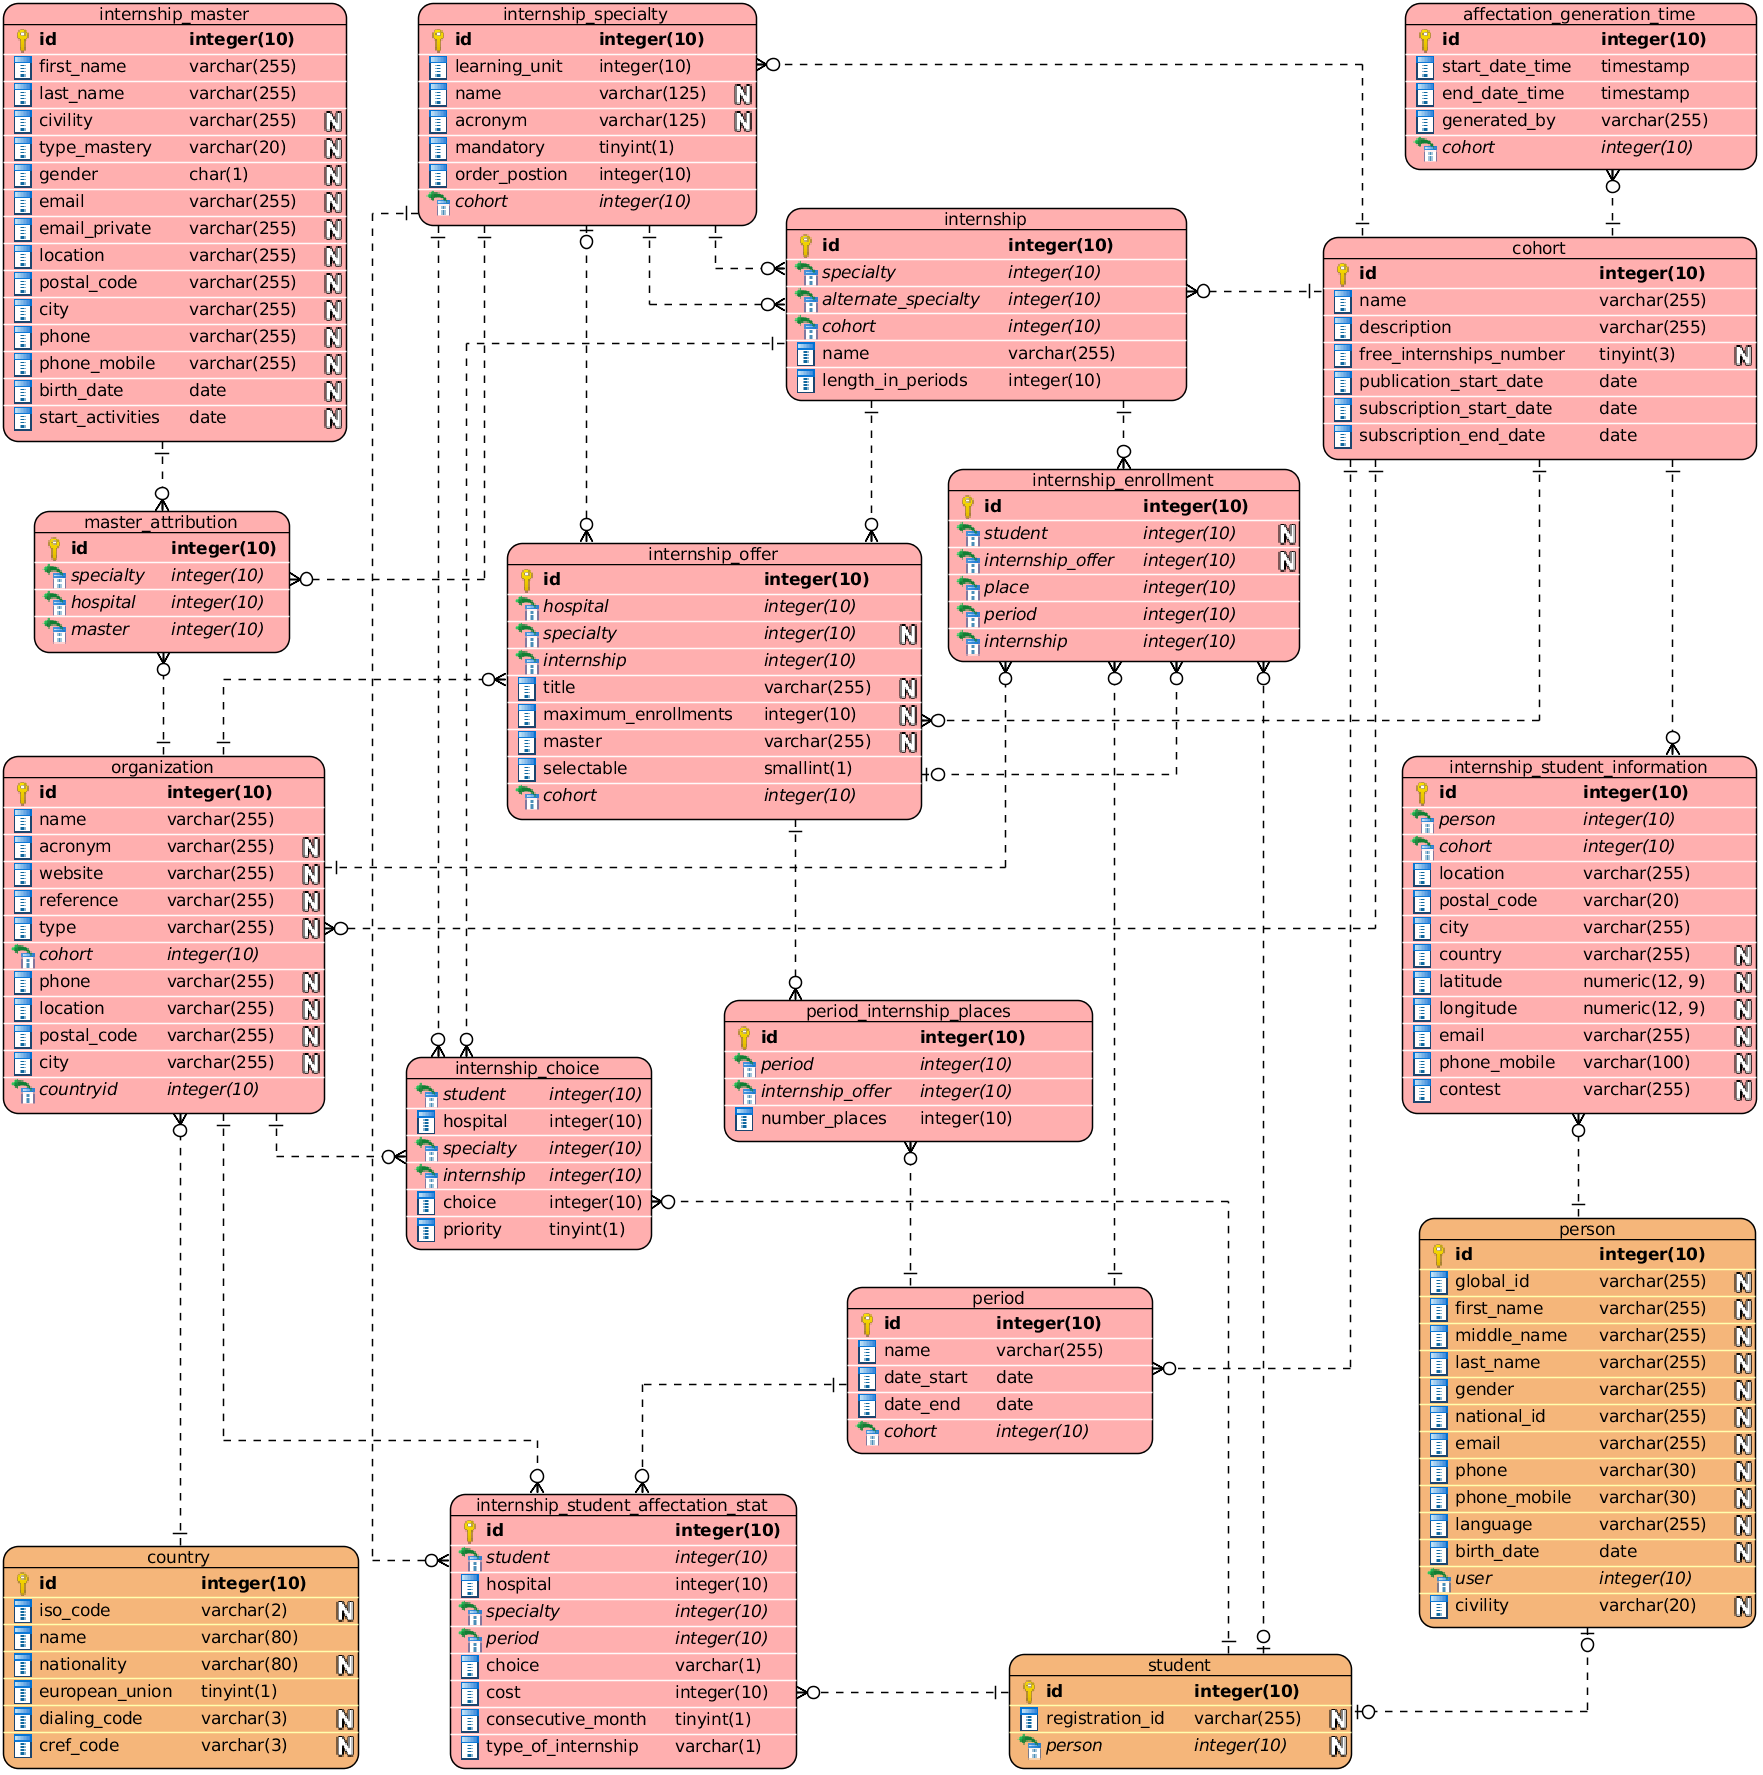 internship_master
id integer(10)
first_name varchar(255)
last_name varchar(255)
civility varchar(255) N
type_mastery varchar(20) N
gender char(1) N
email varchar(255) N
email_private varchar(255) N
location varchar(255) N
postal_code varchar(255) N
city varchar(255) N
phone varchar(255) N
phone_mobile varchar(255) N
birth_date date N
start_activities date N
internship_specialty
id integer(10)
learning_unit integer(10)
name varchar(125) N
acronym varchar(125) N
mandatory tinyint(1)
order_postion integer(10)
cohort integer(10)
affectation_generation_time
id integer(10)
start_date_time timestamp
end_date_time timestamp
generated_by varchar(255)
cohort integer(10)
internship
id integer(10)
specialty integer(10)
alternate_specialty integer(10)
cohort integer(10)
name varchar(255)
length_in_periods integer(10)
cohort
id integer(10)
name varchar(255)
description varchar(255)
free_internships_number tinyint(3) N
publication_start_date date
subscription_start_date date
subscription_end_date date
master_attribution
id integer(10)
specialty integer(10)
hospital integer(10)
master integer(10)
internship_offer
id integer(10)
hospital integer(10)
specialty integer(10) N
internship integer(10)
title varchar(255) N
maximum_enrollments integer(10) N
master varchar(255) N
selectable smallint(1)
cohort integer(10)
internship_enrollment
id integer(10)
student integer(10) N
internship_offer integer(10) N
place integer(10)
period integer(10)
internship integer(10)
organization
id integer(10)
name varchar(255)
acronym varchar(255) N
website varchar(255) N
reference varchar(255) N
type varchar(255) N
cohort integer(10)
phone varchar(255) N
location varchar(255) N
postal_code varchar(255) N
city varchar(255) N
countryid integer(10)
internship_student_information
id integer(10)
person integer(10)
cohort integer(10)
location varchar(255)
postal_code varchar(20)
city varchar(255)
country varchar(255) N
latitude numeric(12, 9) N
longitude numeric(12, 9) N
email varchar(255) N
phone_mobile varchar(100) N
contest varchar(255) N
period_internship_places
id integer(10)
period integer(10)
internship_offer integer(10)
number_places integer(10)
internship_choice
student integer(10)
hospital integer(10)
specialty integer(10)
internship integer(10)
choice integer(10)
priority tinyint(1)
period
id integer(10)
name varchar(255)
date_start date
date_end date
cohort integer(10)
person
id integer(10)
global_id varchar(255) N
first_name varchar(255) N
middle_name varchar(255) N
last_name varchar(255) N
gender varchar(255) N
national_id varchar(255) N
email varchar(255) N
phone varchar(30) N
phone_mobile varchar(30) N
language varchar(255) N
birth_date date N
user integer(10)
civility varchar(20) N
country
id integer(10)
iso_code varchar(2) N
name varchar(80)
nationality varchar(80) N
european_union tinyint(1)
dialing_code varchar(3) N
cref_code varchar(3) N
internship_student_affectation_stat
id integer(10)
student integer(10)
hospital integer(10)
specialty integer(10)
period integer(10)
choice varchar(1)
cost integer(10)
consecutive_month tinyint(1)
type_of_internship varchar(1)
student
id integer(10)
registration_id varchar(255) N
person integer(10) N